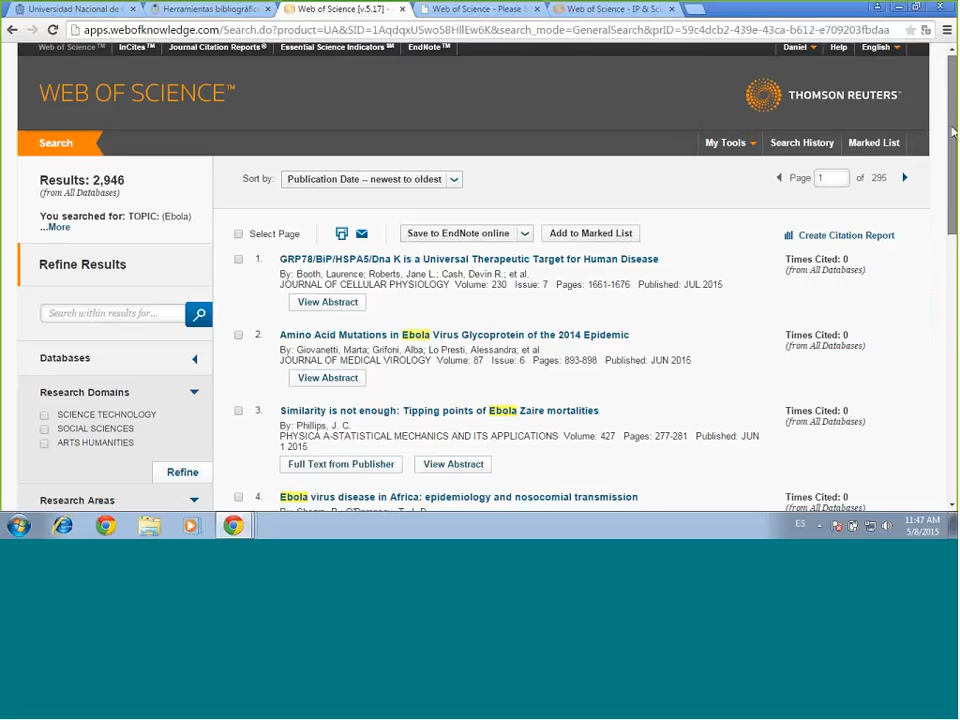 Universidad Nacional de
Herramientas bibliográfic
Web of Science [v.5.17] -
Web of Science - Please
Web of Science - IP & Sci
apps.webofknowledge.com/Search.do?product=UA&SID=1AqdqxUSwo58HllEw6K&search_mode=GeneralSearch&prID=59c4dcb2-439e-43ca-b612-e709203fbdaa
Web of Science™ InCites™ Journal Citation Reports® Essential Science Indicators℠ EndNote™ Daniel Help English
WEB OF SCIENCE™
THOMSON REUTERS™
Search
My Tools Search History Marked List
Results: 2,946
(from All Databases)
You searched for: TOPIC: (Ebola)
...More
Refine Results
Search within results for...
Databases
Research Domains
SCIENCE TECHNOLOGY
SOCIAL SCIENCES
ARTS HUMANITIES
Refine
Research Areas
Sort by: Publication Date -- newest to oldest
Page 1 of 295
Select Page
Save to EndNote online
Add to Marked List
Create Citation Report
1. GRP78/BiP/HSPA5/Dna K is a Universal Therapeutic Target for Human Disease
By: Booth, Laurence; Roberts, Jane L.; Cash, Devin R.; et al.
JOURNAL OF CELLULAR PHYSIOLOGY Volume: 230 Issue: 7 Pages: 1661-1676 Published: JUL 2015
View Abstract
Times Cited: 0
(from All Databases)
2. Amino Acid Mutations in Ebola Virus Glycoprotein of the 2014 Epidemic
By: Giovanetti, Marta; Grifoni, Alba; Lo Presti, Alessandra; et al.
JOURNAL OF MEDICAL VIROLOGY Volume: 87 Issue: 6 Pages: 893-898 Published: JUN 2015
View Abstract
Times Cited: 0
(from All Databases)
3. Similarity is not enough: Tipping points of Ebola Zaire mortalities
By: Phillips, J. C.
PHYSICA A-STATISTICAL MECHANICS AND ITS APPLICATIONS Volume: 427 Pages: 277-281 Published: JUN
1 2015
Full Text from Publisher View Abstract
Times Cited: 0
(from All Databases)
4. Ebola virus disease in Africa: epidemiology and nosocomial transmission
Times Cited: 0
(from All Databases)
ES
11:47 AM
5/8/2015